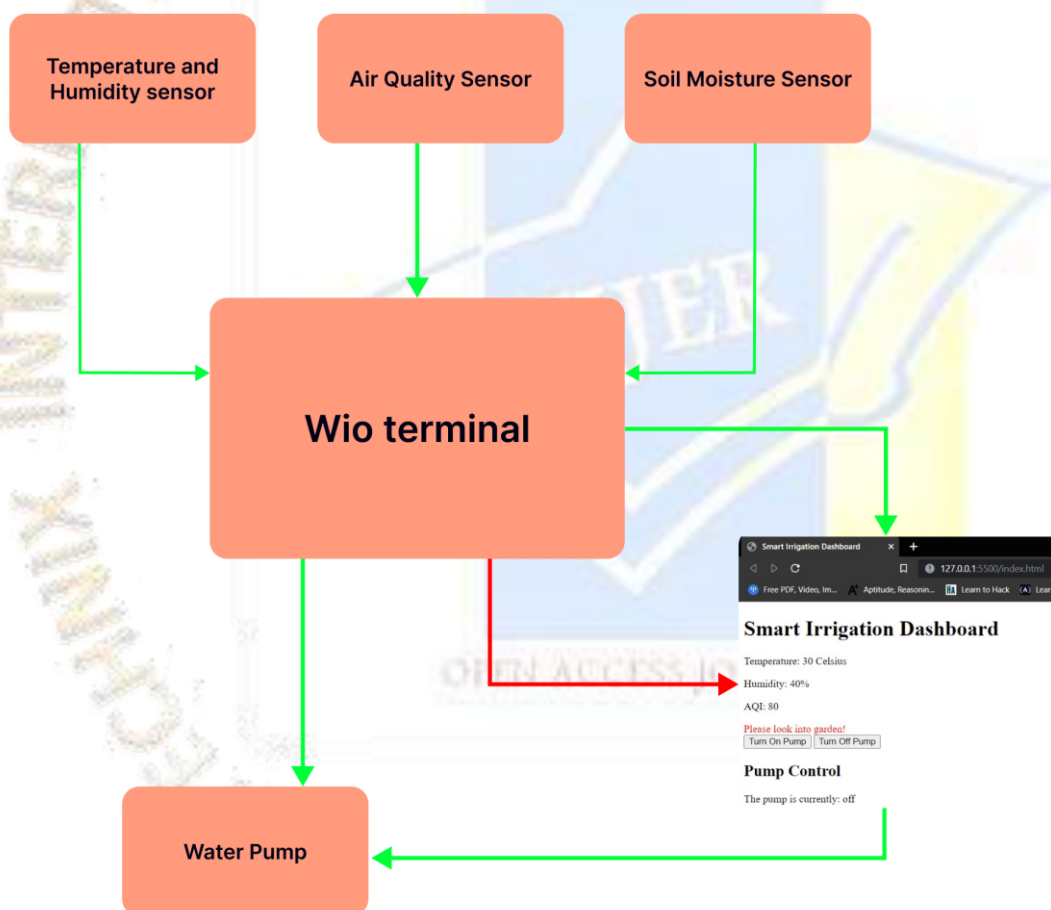 Temperature and
Humidity sensor
Air Quality Sensor
Soil Moisture Sensor
Wio terminal
Smart Irrigation Dashboard
127.0.0.1:5500/index.html
Free PDF, Video, Im...
Aptitude, Reasonin...
Learn to Hack
Smart Irrigation Dashboard
Temperature: 30 Celsius
Humidity: 40%
AQI: 80
Please look into garden!
Turn On Pump
Turn Off Pump
Pump Control
The pump is currently: off
Water Pump
OPEN ACCESS JO